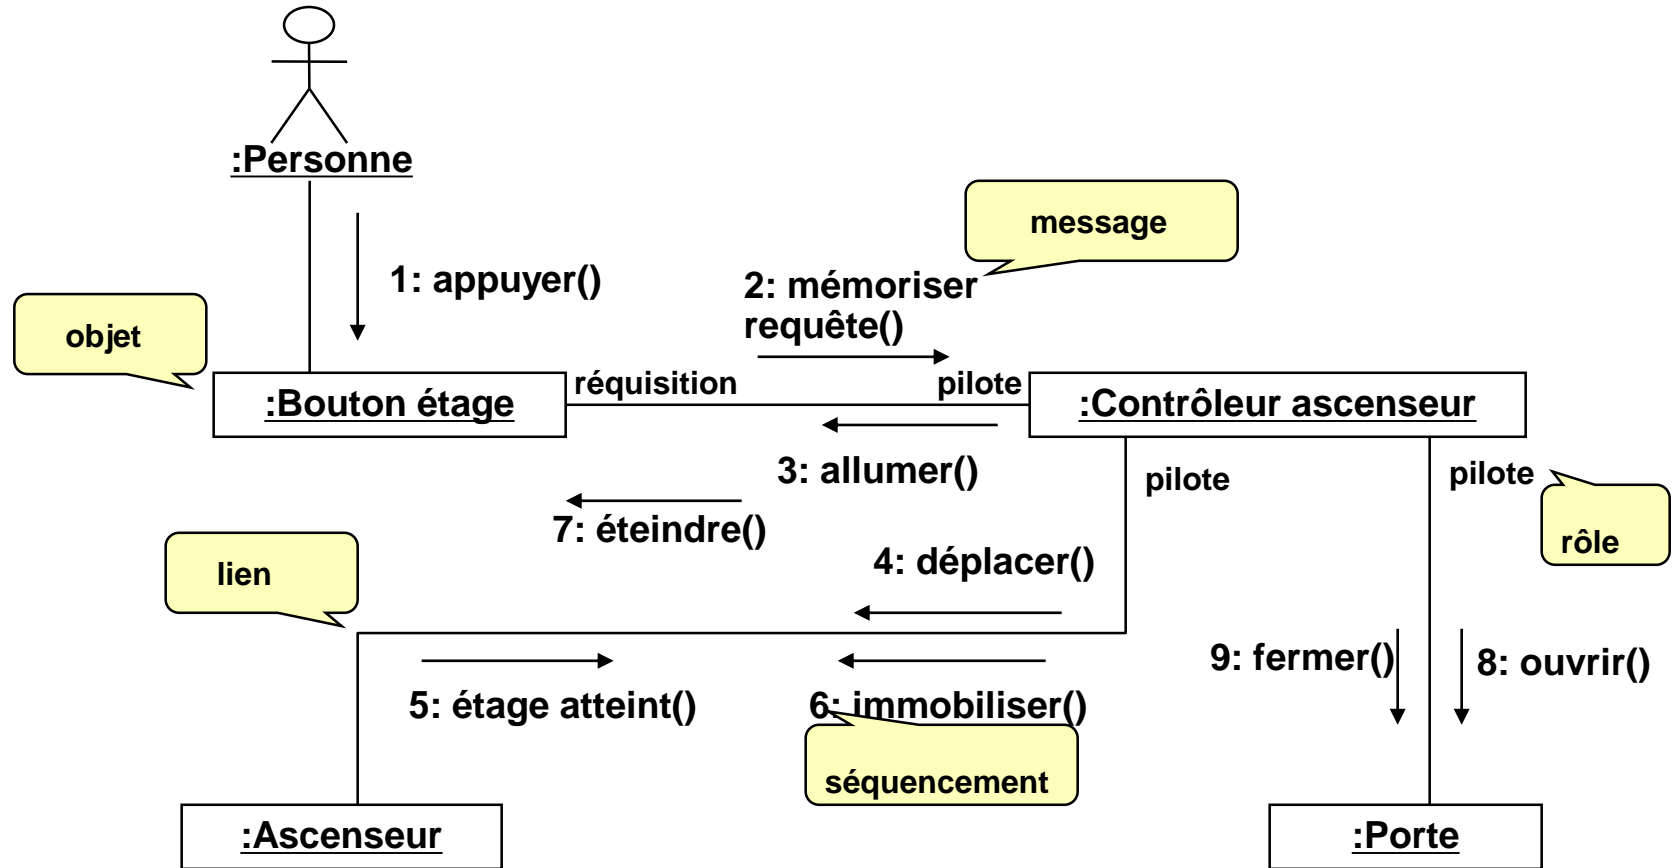 :Personne
message
1: appuyer()
2: mémoriser
requête()
objet
réquisition
pilote
:Bouton étage
:Contrôleur ascenseur
3: allumer()
pilote
pilote
7: éteindre()
rôle
lien
4: déplacer()
9: fermer()
8: ouvrir()
5: étage atteint()
6: immobiliser()
séquencement
:Ascenseur
:Porte